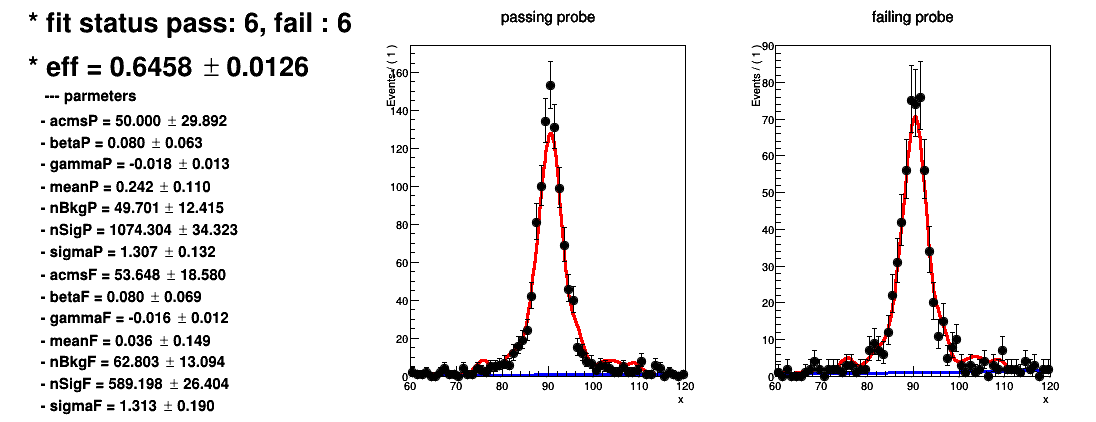 * fit status pass: 6, fail : 6
* eff = 0.6458 ± 0.0126
--- parmeters
- acmsP = 50.000 ± 29.892
- betaP = 0.080 ± 0.063
- gammaP = -0.018 ± 0.013
- meanP = 0.242 ± 0.110
- nBkgP = 49.701 ± 12.415
- nSigP = 1074.304 ± 34.323
- sigmaP = 1.307 ± 0.132
- acmsF = 53.648 ± 18.580
- betaF = 0.080 ± 0.069
- gammaF = -0.016 ± 0.012
- meanF = 0.036 ± 0.149
- nBkgF = 62.803 ± 13.094
- nSigF = 589.198 ± 26.404
- sigmaF = 1.313 ± 0.190
passing probe
Events / ( 1 )
160
140
120
100
80
60
40
20
0
60 70 80 90 100 110 120
x
failing probe
Events / ( 1 )
90
80
70
60
50
40
30
20
10
0
60 70 80 90 100 110 120
x